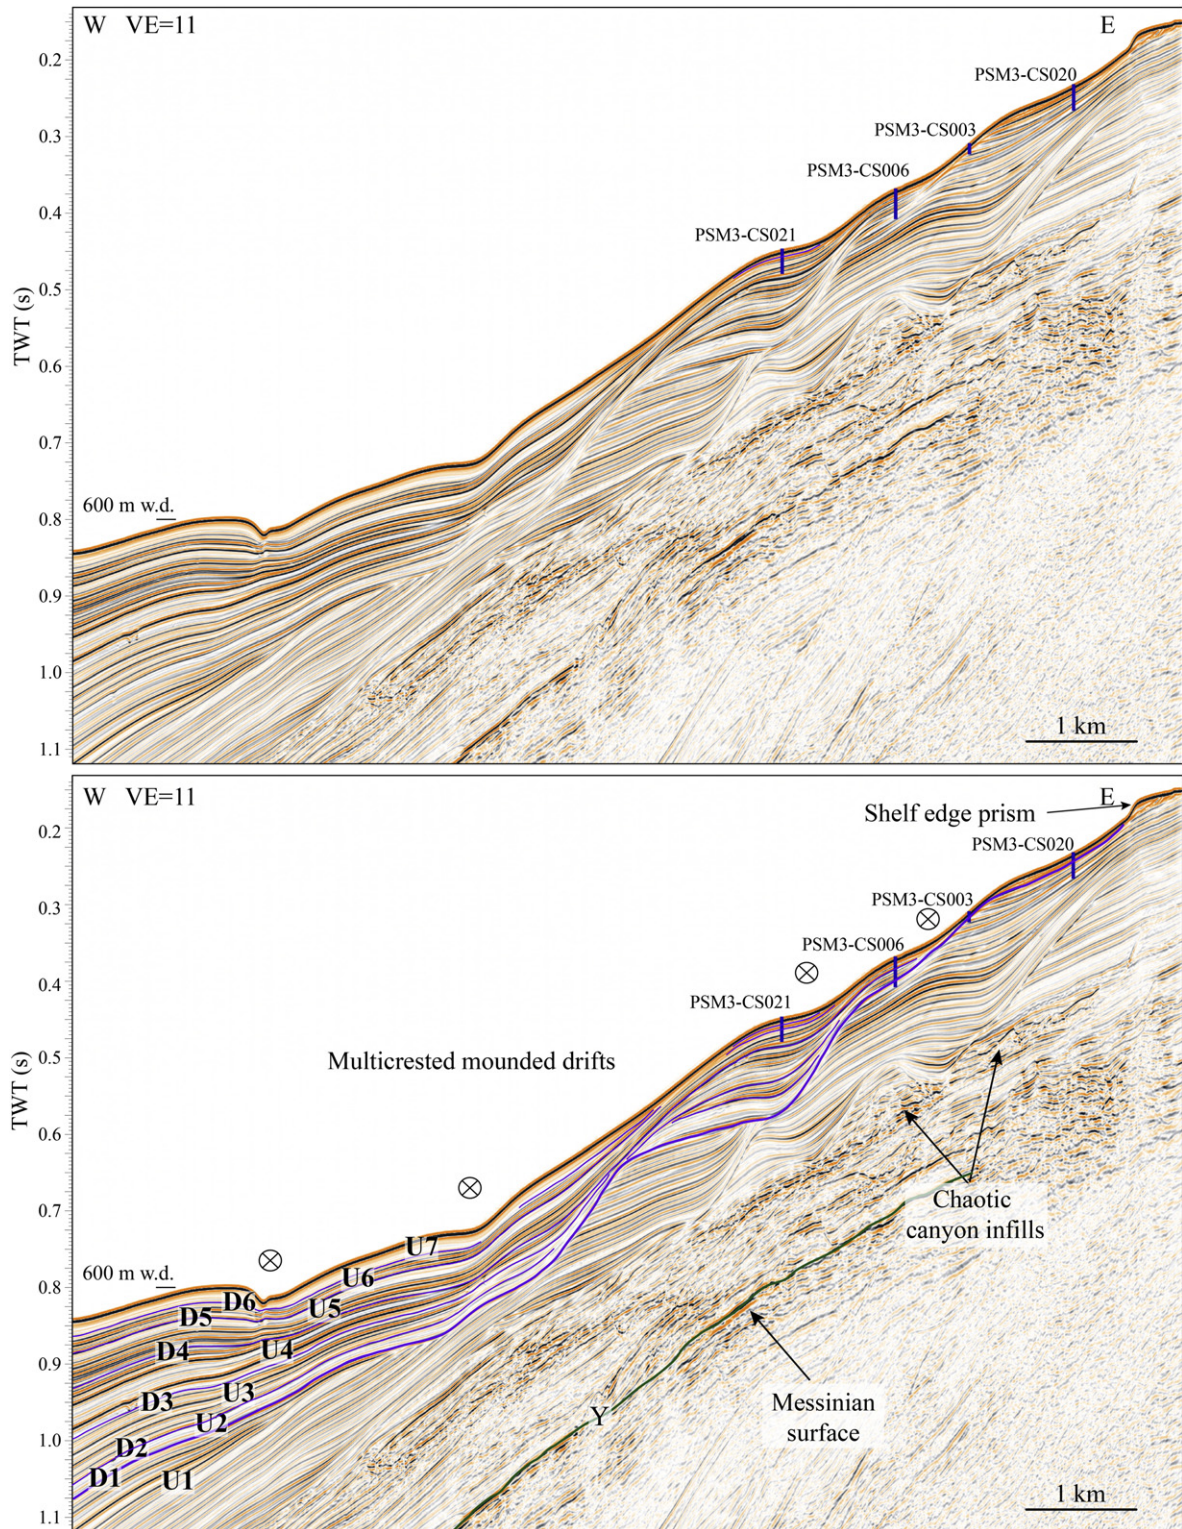 W VE=11
E
0.2
PSM3-CS020
0.3
PSM3-CS003
PSM3-CS006
0.4
PSM3-CS021
0.5
TWT (s)
0.6
0.7
600 m w.d.
0.8
0.9
1.0
1 km
1.1
W VE=11
E
Shelf edge prism
0.2
PSM3-CS020
0.3
PSM3-CS003
PSM3-CS006
0.4
PSM3-CS021
0.5
Multicrested mounded drifts
TWT (s)
0.6
0.7
Chaotic
canyon infills
U7
600 m w.d.
U6
0.8
D6
U5
D5
D4
U4
0.9
U3
D3
Messinian
surface
U2
Y
D2
1.0
D1
U1
1 km
1.1